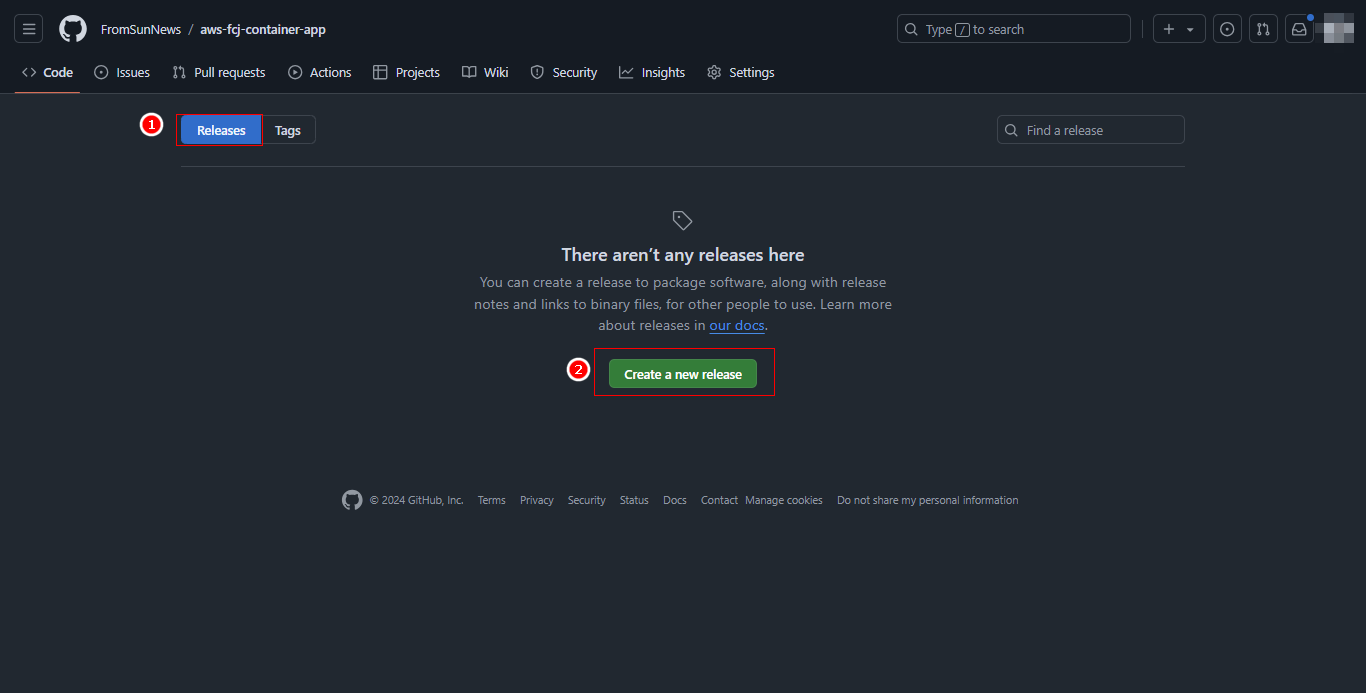 FromSunNews / aws-fcj-container-app
Type / to search
Code Issues Pull requests Actions Projects Wiki Security Insights Settings
1 Releases Tags Find a release
There aren’t any releases here
You can create a release to package software, along with release
notes and links to binary files, for other people to use. Learn more
about releases in our docs.
2 Create a new release
© 2024 GitHub, Inc. Terms Privacy Security Status Docs Contact Manage cookies Do not share my personal information